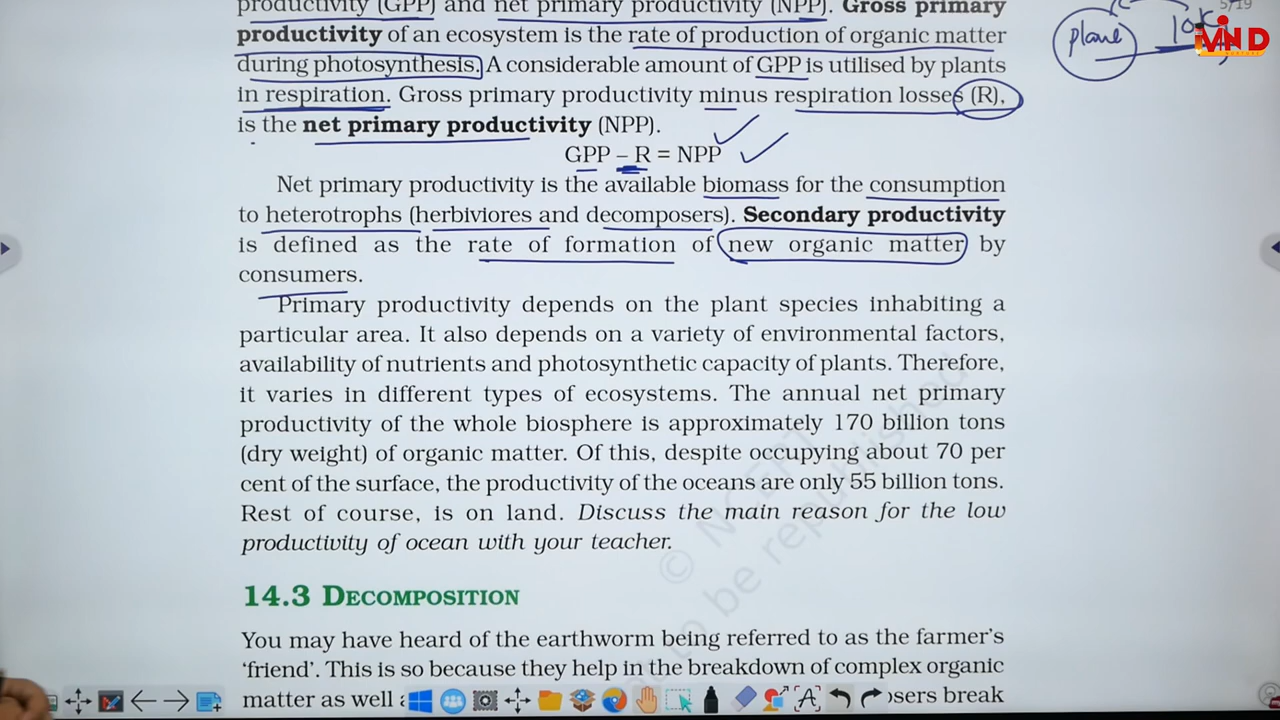 productivity (GPP) and net primary productivity (NPP). Gross primary
productivity of an ecosystem is the rate of production of organic matter
during photosynthesis. A considerable amount of GPP is utilised by plants
in respiration. Gross primary productivity minus respiration losses (R),
is the net primary productivity (NPP).
GPP – R = NPP
Net primary productivity is the available biomass for the consumption
to heterotrophs (herbiviores and decomposers). Secondary productivity
is defined as the rate of formation of new organic matter by
consumers.
Primary productivity depends on the plant species inhabiting a
particular area. It also depends on a variety of environmental factors,
availability of nutrients and photosynthetic capacity of plants. Therefore,
it varies in different types of ecosystems. The annual net primary
productivity of the whole biosphere is approximately 170 billion tons
(dry weight) of organic matter. Of this, despite occupying about 70 per
cent of the surface, the productivity of the oceans are only 55 billion tons.
Rest of course, is on land. Discuss the main reason for the low
productivity of ocean with your teacher.
14.3 DECOMPOSITION
You may have heard of the earthworm being referred to as the farmer's
'friend'. This is so because they help in the breakdown of complex organic
matter as well osers break
5/19
MIND
© NCERT
to be republished